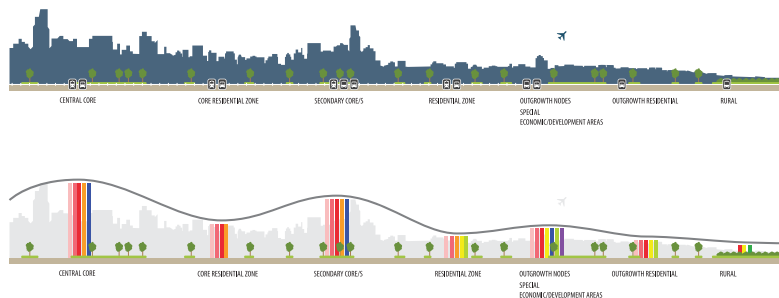 CENTRAL CORE
CORE RESIDENTIAL ZONE
SECONDARY CORE/S
RESIDENTIAL ZONE
OUTGROWTH NODES
OUTGROWTH RESIDENTIAL
RURAL
SPECIAL
ECONOMIC/DEVELOPMENT AREAS
CENTRAL CORE
CORE RESIDENTIAL ZONE
SECONDARY CORE/S
RESIDENTIAL ZONE
OUTGROWTH NODES
OUTGROWTH RESIDENTIAL
RURAL
SPECIAL
ECONOMIC/DEVELOPMENT AREAS